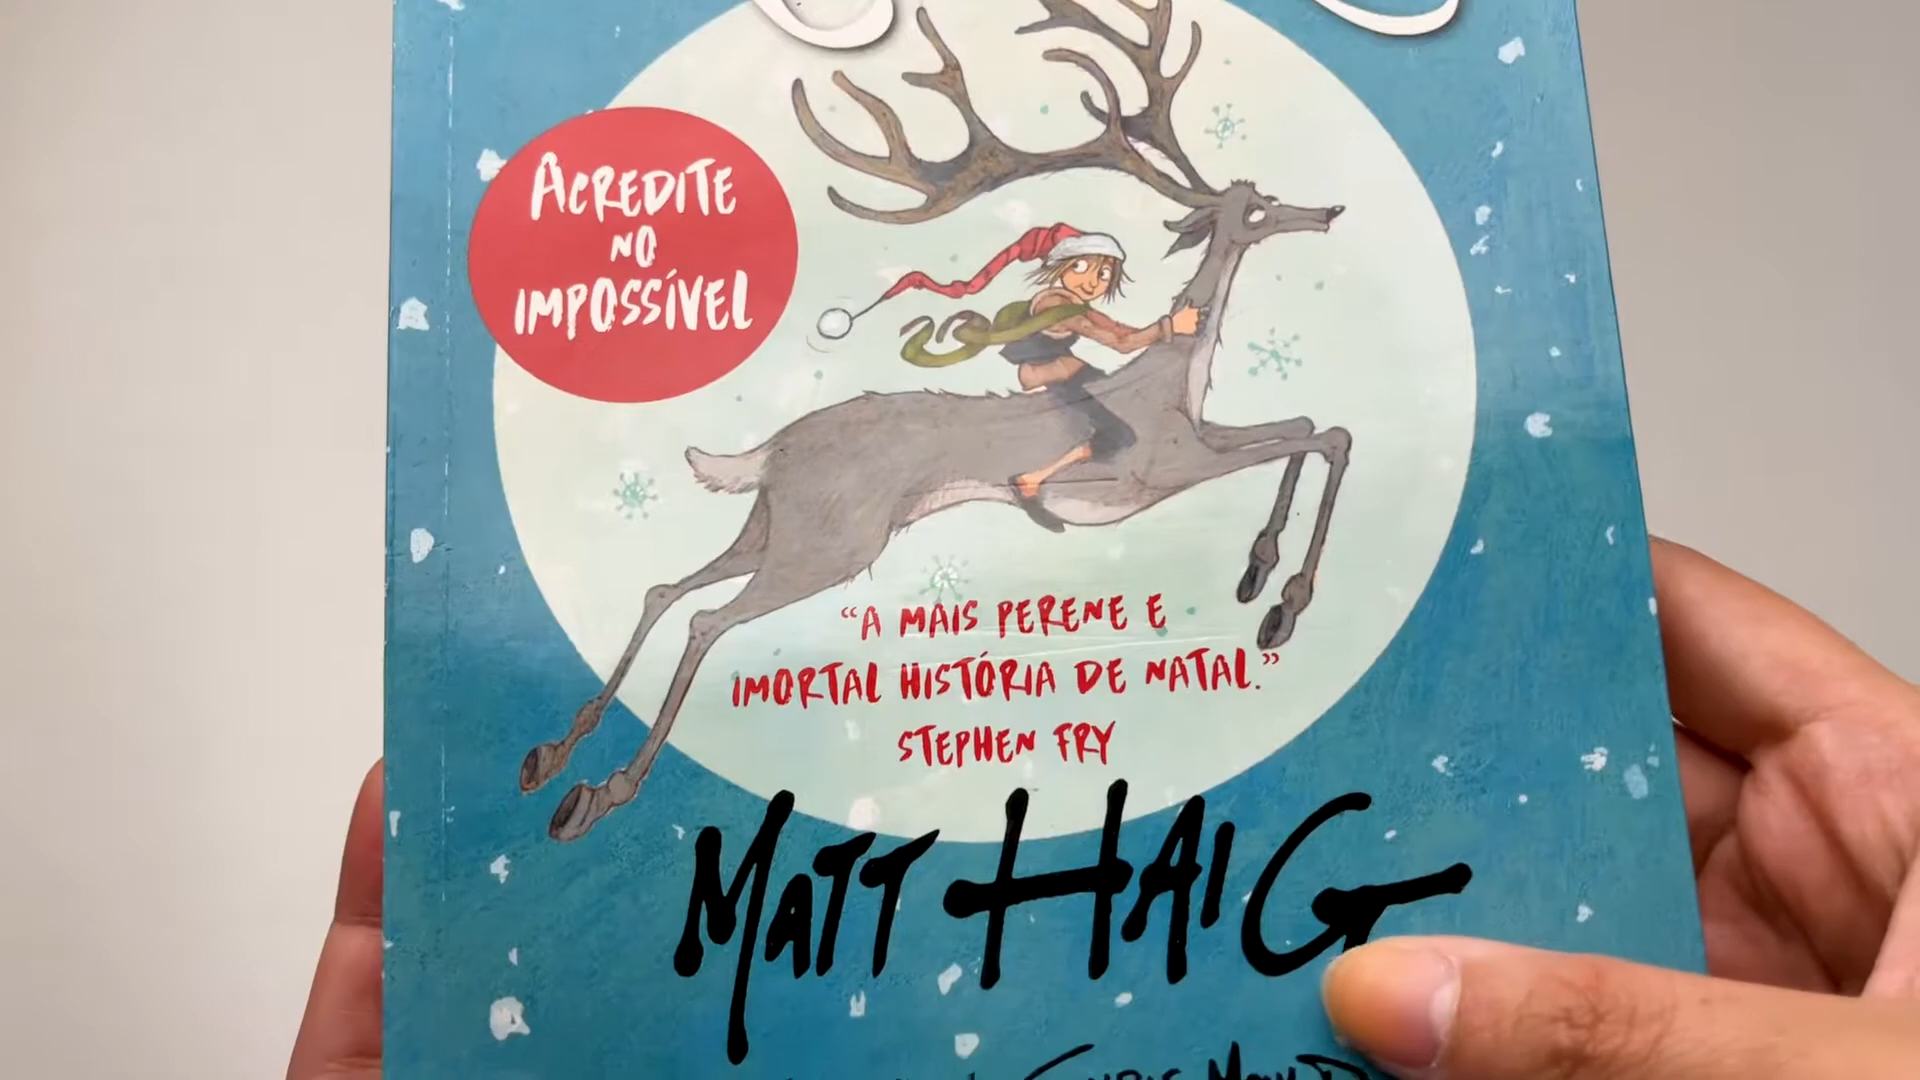 ACREDITE
NO
IMPOSSÍVEL
“A MAIS PERENE E
IMORTAL HISTÓRIA DE NATAL.”
STEPHEN FRY
MATT HAIG